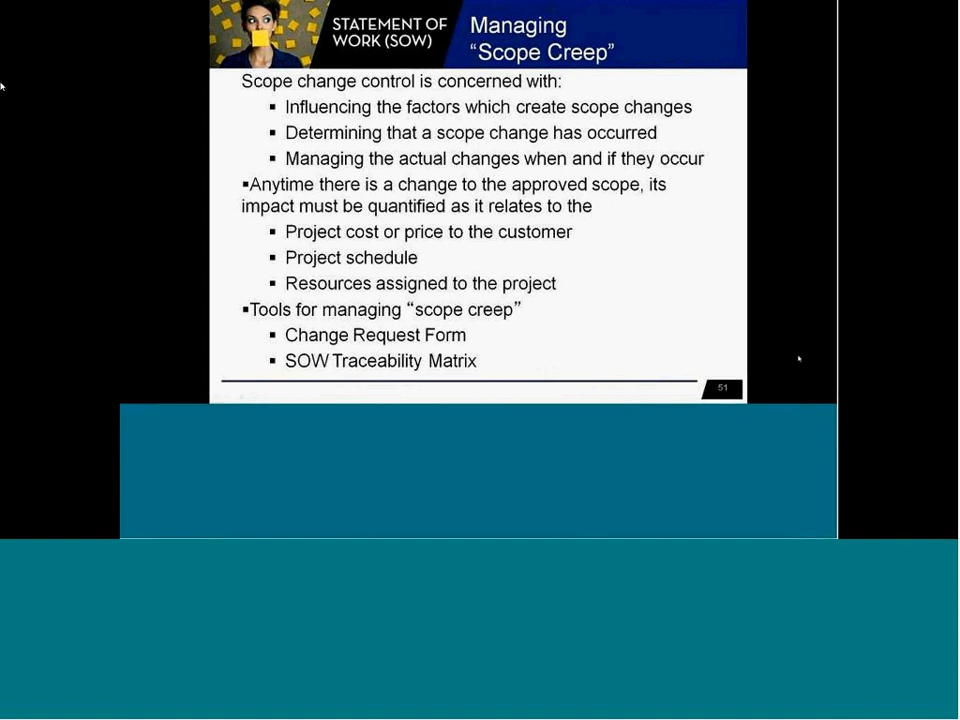 STATEMENT OF
WORK (SOW)
Managing
“Scope Creep”
Scope change control is concerned with:
▪ Influencing the factors which create scope changes
▪ Determining that a scope change has occurred
▪ Managing the actual changes when and if they occur
▪Anytime there is a change to the approved scope, its
impact must be quantified as it relates to the
▪ Project cost or price to the customer
▪ Project schedule
▪ Resources assigned to the project
▪Tools for managing “scope creep”
▪ Change Request Form
▪ SOW Traceability Matrix
51